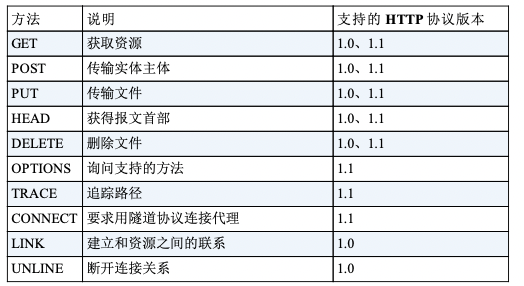 方法 说明 支持的 HTTP 协议版本
GET 获取资源 1.0、1.1
POST 传输实体主体 1.0、1.1
PUT 传输文件 1.0、1.1
HEAD 获得报文首部 1.0、1.1
DELETE 删除文件 1.0、1.1
OPTIONS 询问支持的方法 1.1
TRACE 追踪路径 1.1
CONNECT 要求用隧道协议连接代理 1.1
LINK 建立和资源之间的联系 1.0
UNLINE 断开连接关系 1.0